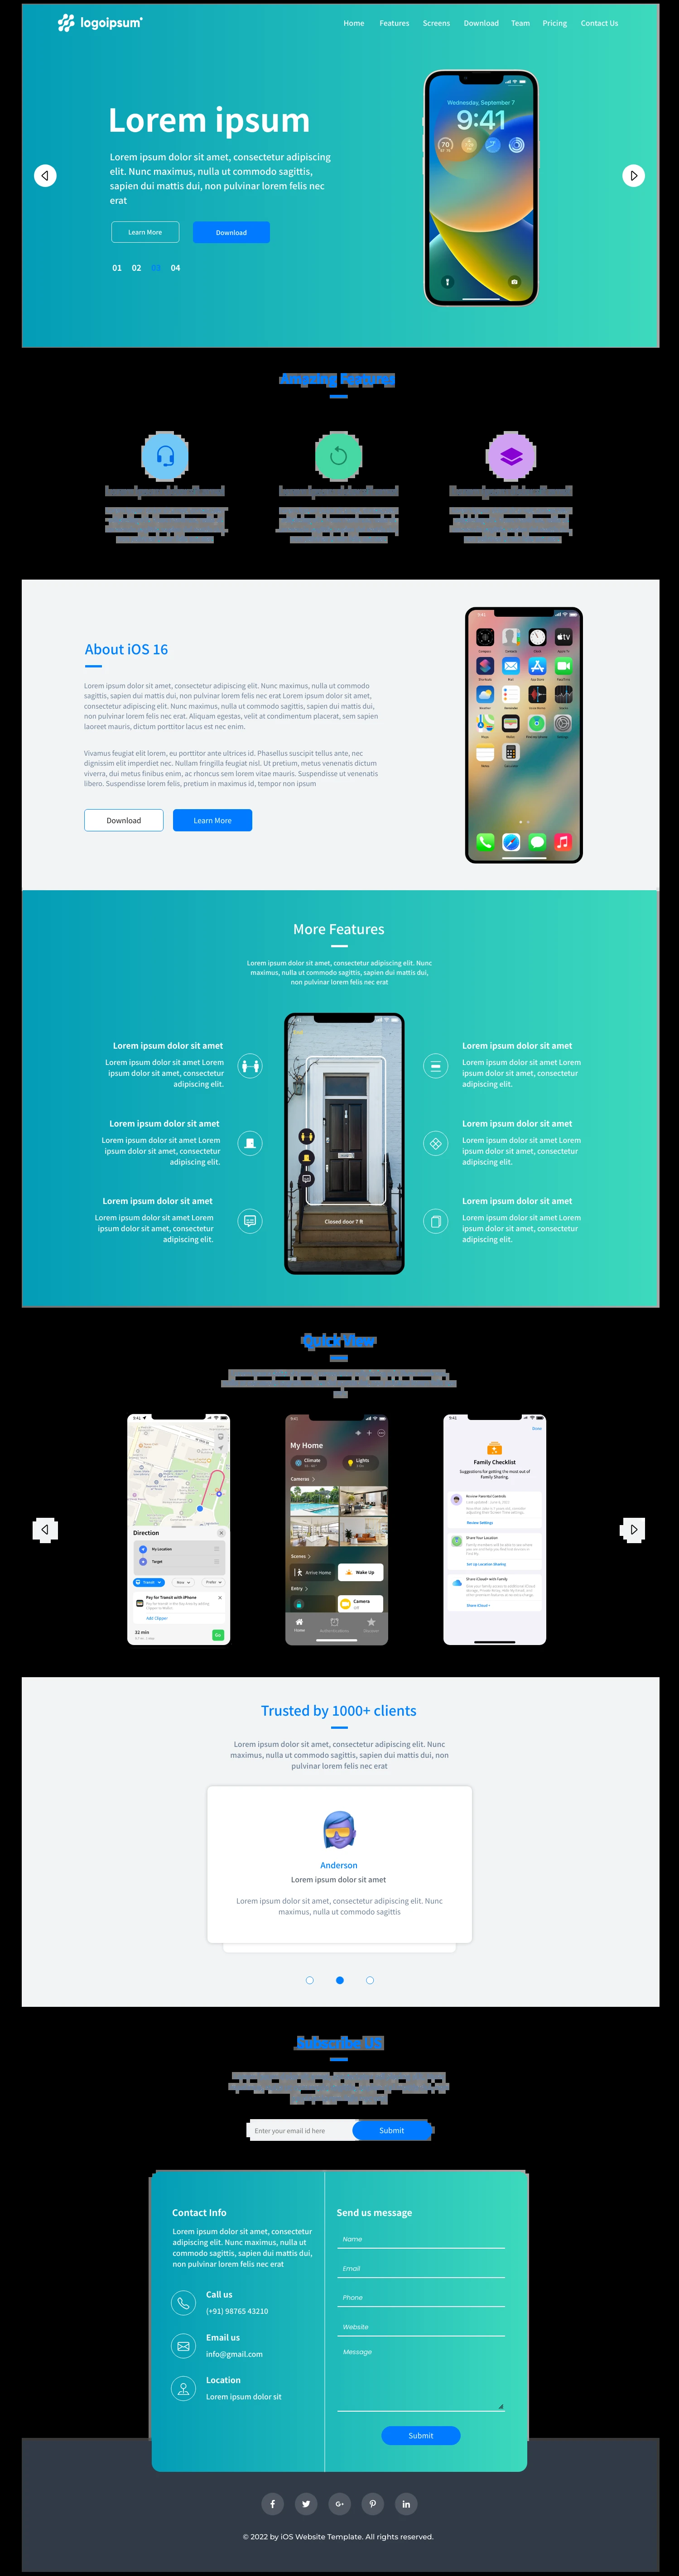 logoipsum
Home Features Screens Download Team Pricing Contact Us
Lorem ipsum
Lorem ipsum dolor sit amet, consectetur adipiscing
elit. Nunc maximus, nulla ut commodo sagittis,
sapien dui mattis dui, non pulvinar lorem felis nec
erat
Learn More Download
01 02 03 04
Wednesday, September 7
9:41
70
Amazing Features
About iOS 16
Lorem ipsum dolor sit amet, consectetur adipiscing elit. Nunc maximus, nulla ut commodo
sagittis, sapien dui mattis dui, non pulvinar lorem felis nec erat Lorem ipsum dolor sit amet,
consectetur adipiscing elit. Nunc maximus, nulla ut commodo sagittis, sapien dui mattis dui,
non pulvinar lorem felis nec erat. Aliquam egestas, velit at condimentum placerat, sem sapien
laoreet mauris, dictum porttitor lacus est nec enim.
Vivamus feugiat elit lorem, eu porttitor ante ultrices id. Phasellus suscipit tellus ante, nec
dignissim elit imperdiet nec. Nullam fringilla feugiat nisl. Ut pretium, metus venenatis dictum
viverra, dui metus finibus enim, ac rhoncus sem lorem vitae mauris. Suspendisse ut venenatis
libero. Suspendisse lorem felis, pretium in maximus id, tempor non ipsum
Download Learn More
tv
More Features
Lorem ipsum dolor sit amet, consectetur adipiscing elit. Nunc
maximus, nulla ut commodo sagittis, sapien dui mattis dui,
non pulvinar lorem felis nec erat
Lorem ipsum dolor sit amet
Lorem ipsum dolor sit amet Lorem
ipsum dolor sit amet, consectetur
adipiscing elit.
Lorem ipsum dolor sit amet
Lorem ipsum dolor sit amet Lorem
ipsum dolor sit amet, consectetur
adipiscing elit.
Lorem ipsum dolor sit amet
Lorem ipsum dolor sit amet Lorem
ipsum dolor sit amet, consectetur
adipiscing elit.
Closed door 7 ft
Lorem ipsum dolor sit amet
Lorem ipsum dolor sit amet Lorem
ipsum dolor sit amet, consectetur
adipiscing elit.
Lorem ipsum dolor sit amet
Lorem ipsum dolor sit amet Lorem
ipsum dolor sit amet, consectetur
adipiscing elit.
Lorem ipsum dolor sit amet
Lorem ipsum dolor sit amet Lorem
ipsum dolor sit amet, consectetur
adipiscing elit.
Quick View
9:41
Direction
My Location
Target
Transit Now Prefer
Pay for Transit with iPhone
Add Clipper
32 min
Go
9:41
My Home
Climate
Lights
Cameras
Scenes
Arrive Home Wake Up
Entry
Camera
Off
Home Discover
9:41
Done
Family Checklist
Suggestions for getting the most out of
Family Sharing.
Review Parental Controls
Review Settings
Share Your Location
Set Up Location Sharing
Share iCloud+ with Family
Share iCloud+
Trusted by 1000+ clients
Lorem ipsum dolor sit amet, consectetur adipiscing elit. Nunc
maximus, nulla ut commodo sagittis, sapien dui mattis dui, non
pulvinar lorem felis nec erat
Anderson
Lorem ipsum dolor sit amet
Lorem ipsum dolor sit amet, consectetur adipiscing elit. Nunc
maximus, nulla ut commodo sagittis
Subscribe US
Enter your email id here Submit
Contact Info
Lorem ipsum dolor sit amet, consectetur
adipiscing elit. Nunc maximus, nulla ut
commodo sagittis, sapien dui mattis dui,
non pulvinar lorem felis nec erat
Call us
(+91) 98765 43210
Email us
info@gmail.com
Location
Lorem ipsum dolor sit
Send us message
Name
Email
Phone
Website
Message
Submit
© 2022 by iOS Website Template. All rights reserved.